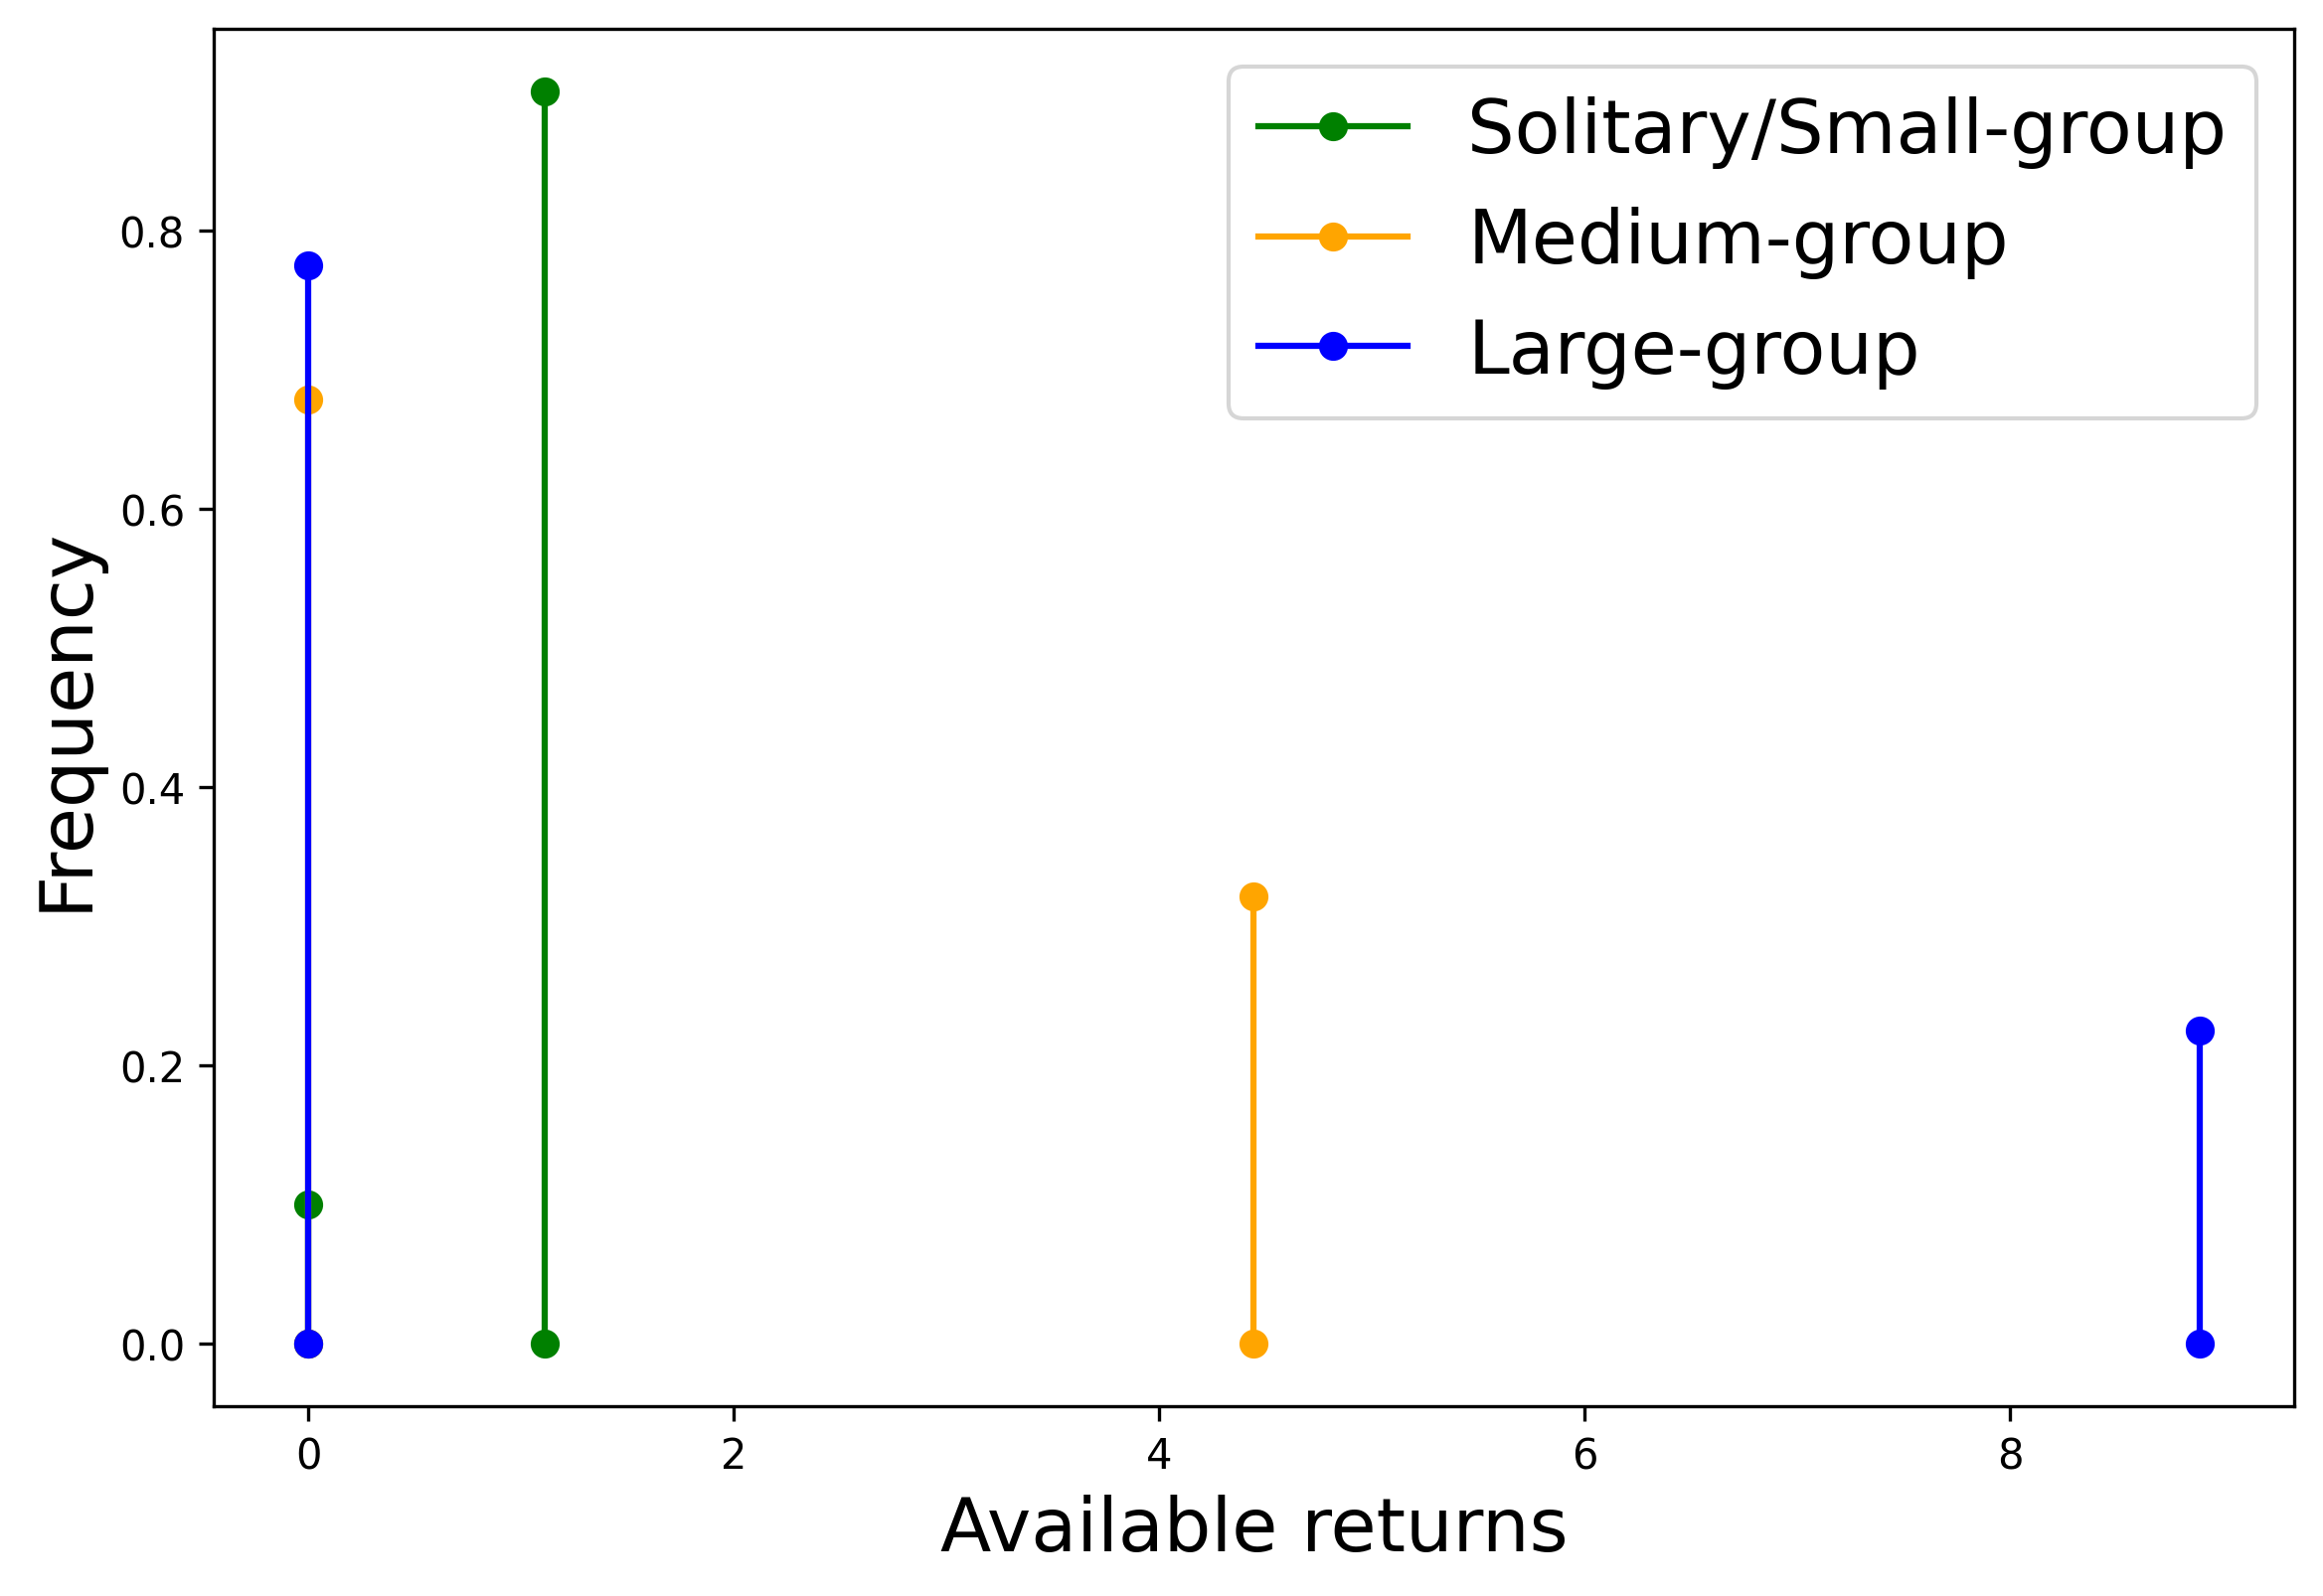 Solitary/Small-group
Medium-group
Large-group
0.8
0.6
0.4
0.2
0.0
Frequency
0 2 4 6 8
Available returns